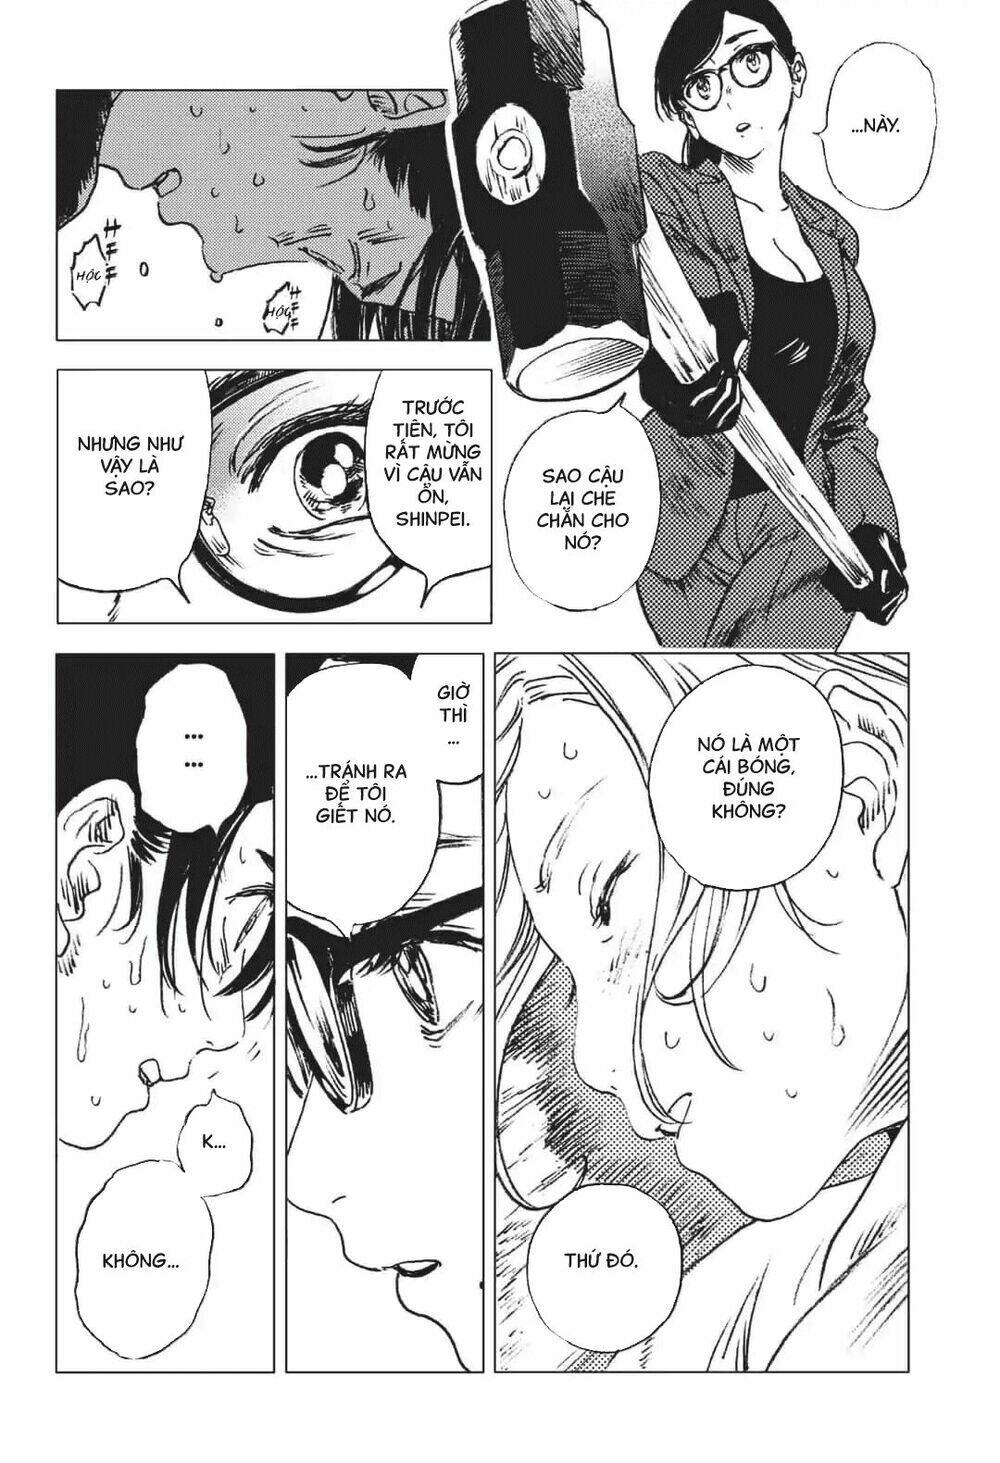 ...NÀY.
SAO CẬU
LẠI CHE
CHẮN CHO
NÓ?
HỘC
HỘC
TRƯỚC
TIÊN, TÔI
RẤT MỪNG
VÌ CẬU VẪN
ỔN,
SHINPEI.
NHƯNG NHƯ
VẬY LÀ
SAO?
NÓ LÀ MỘT
CÁI BÓNG,
ĐÚNG
KHÔNG?
THỨ ĐÓ.
GIỜ
THÌ
...
...TRÁNH RA
ĐỂ TÔI
GIẾT NÓ.
...
...
K...
KHÔNG...